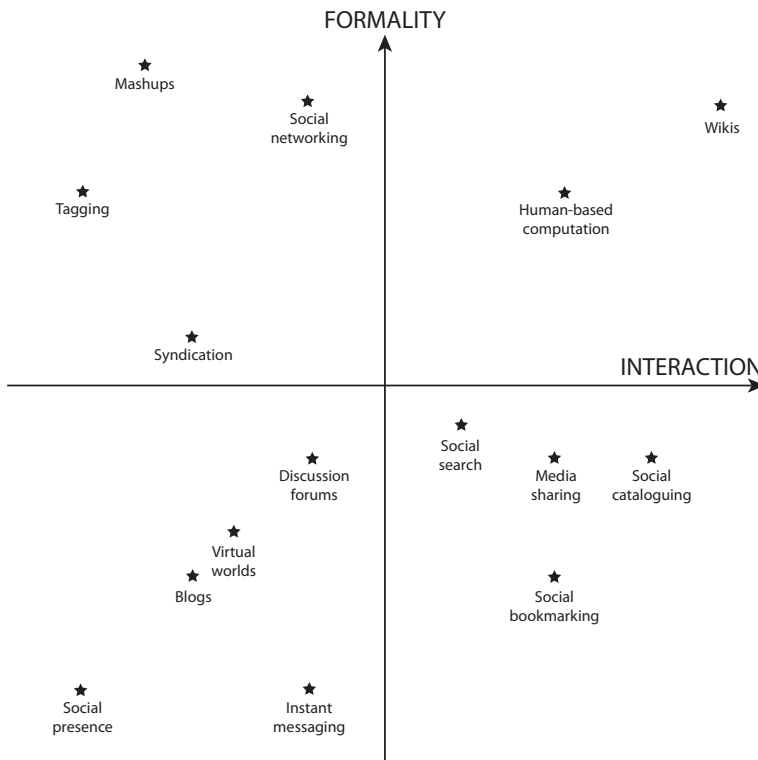 FORMALITY
Mashups
Social
networking
Wikis
Tagging
Human-based
computation
Syndication
INTERACTION
Social
search
Discussion
forums
Media
sharing
Social
cataloguing
Virtual
worlds
Blogs
Social
bookmarking
Social
presence
Instant
messaging